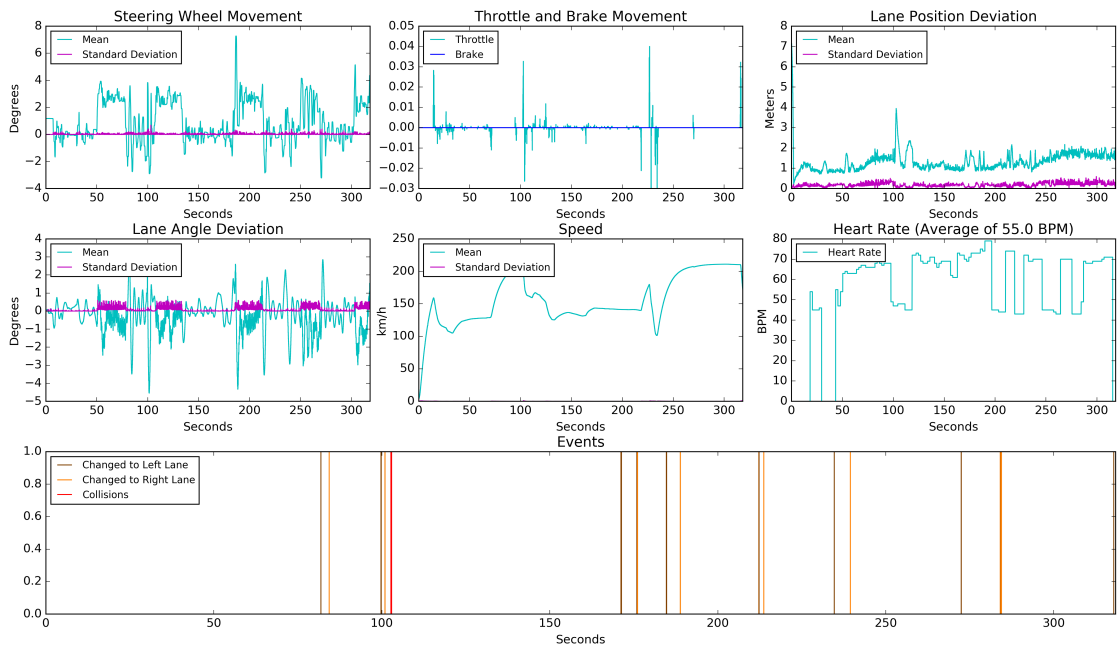 Steering Wheel Movement
Throttle and Brake Movement
Lane Position Deviation
8
6
4
2
0
−2
−4
Degrees
Mean
Standard Deviation
0 50 100 150 200 250 300
Seconds
0.05
0.04
0.03
0.02
0.01
0.00
−0.01
−0.02
−0.03
Throttle
Brake
0 50 100 150 200 250 300
Seconds
8
7
6
5
4
3
2
1
0
Meters
Mean
Standard Deviation
0 50 100 150 200 250 300
Seconds
Lane Angle Deviation
Speed
Heart Rate (Average of 55.0 BPM)
4
3
2
1
0
−1
−2
−3
−4
−5
Degrees
Mean
Standard Deviation
0 50 100 150 200 250 300
Seconds
250
200
150
100
50
0
km/h
Mean
Standard Deviation
0 50 100 150 200 250 300
Seconds
80
70
60
50
40
30
20
10
0
BPM
Heart Rate
0 50 100 150 200 250 300
Seconds
Events
1.0
0.8
0.6
0.4
0.2
0.0
Changed to Left Lane
Changed to Right Lane
Collisions
0 50 100 150 200 250 300
Seconds